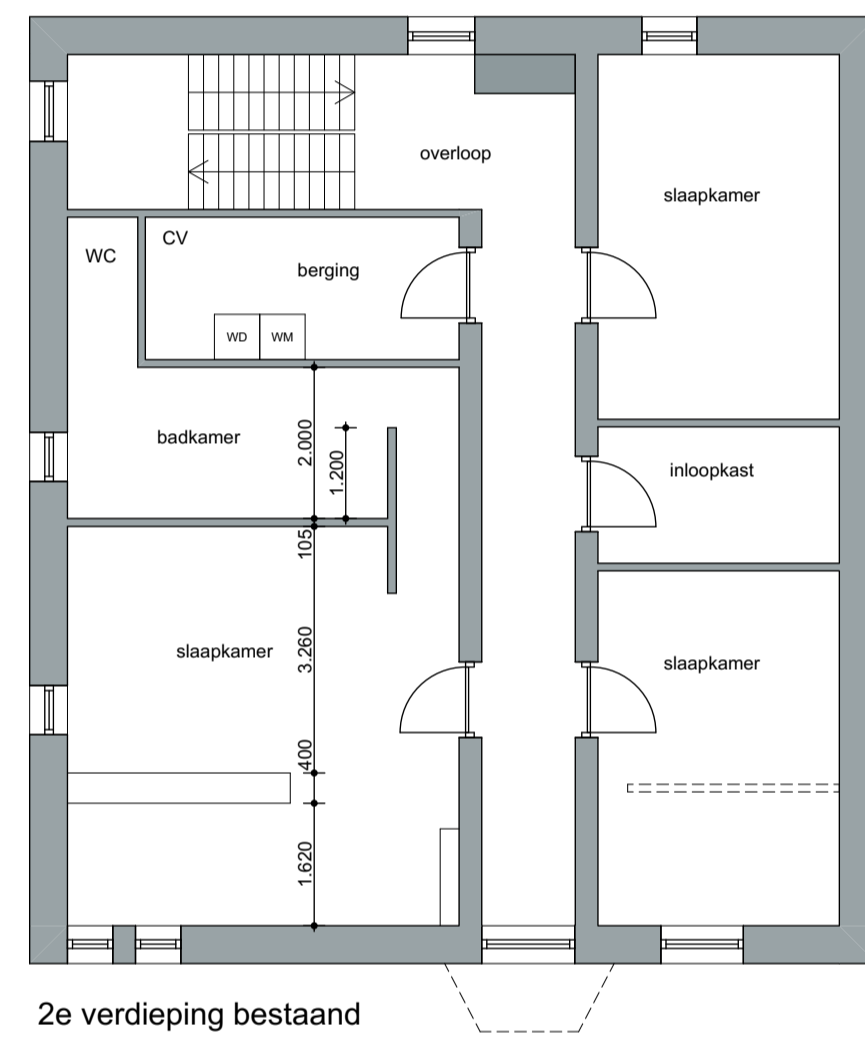 overloop
slaapkamer
WC
CV
berging
WD
WM
badkamer
2.000
1.200
inloopkast
105
slaapkamer
3.260
slaapkamer
400
1.620
2e verdieping bestaand